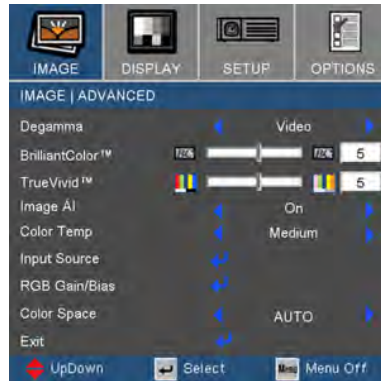 IMAGE DISPLAY SETUP OPTIONS
IMAGE | ADVANCED
Degamma Video
BrilliantColor™ 5
TrueVivid™ 5
Image AI On
Color Temp Medium
Input Source
RGB Gain/Bias
Color Space AUTO
Exit
UpDown Select Menu Menu Off